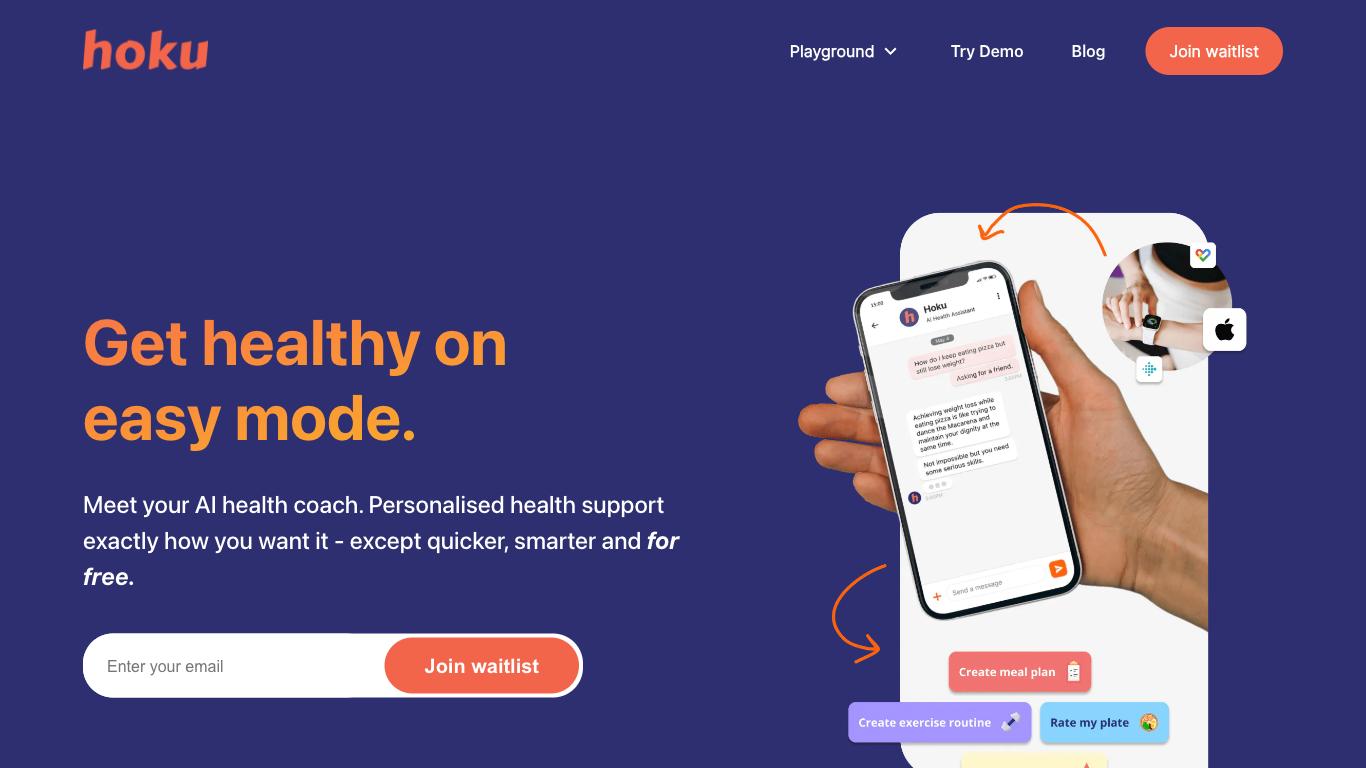 hoku
Playground
Try Demo
Blog
Join waitlist
Get healthy on
easy mode.
Meet your AI health coach. Personalised health support
exactly how you want it - except quicker, smarter and for
free.
Enter your email
Join waitlist
15:00
Hoku
AI Health Assistant
May 4
How do I keep eating pizza but
still lose weight?
Asking for a friend.
Achieving weight loss while
eating pizza is like trying to
dance the Macarena and
maintain your dignity at the
same time.
Not impossible but you need
some serious skills.
h
Send a message
Create meal plan
Create exercise routine
Rate my plate